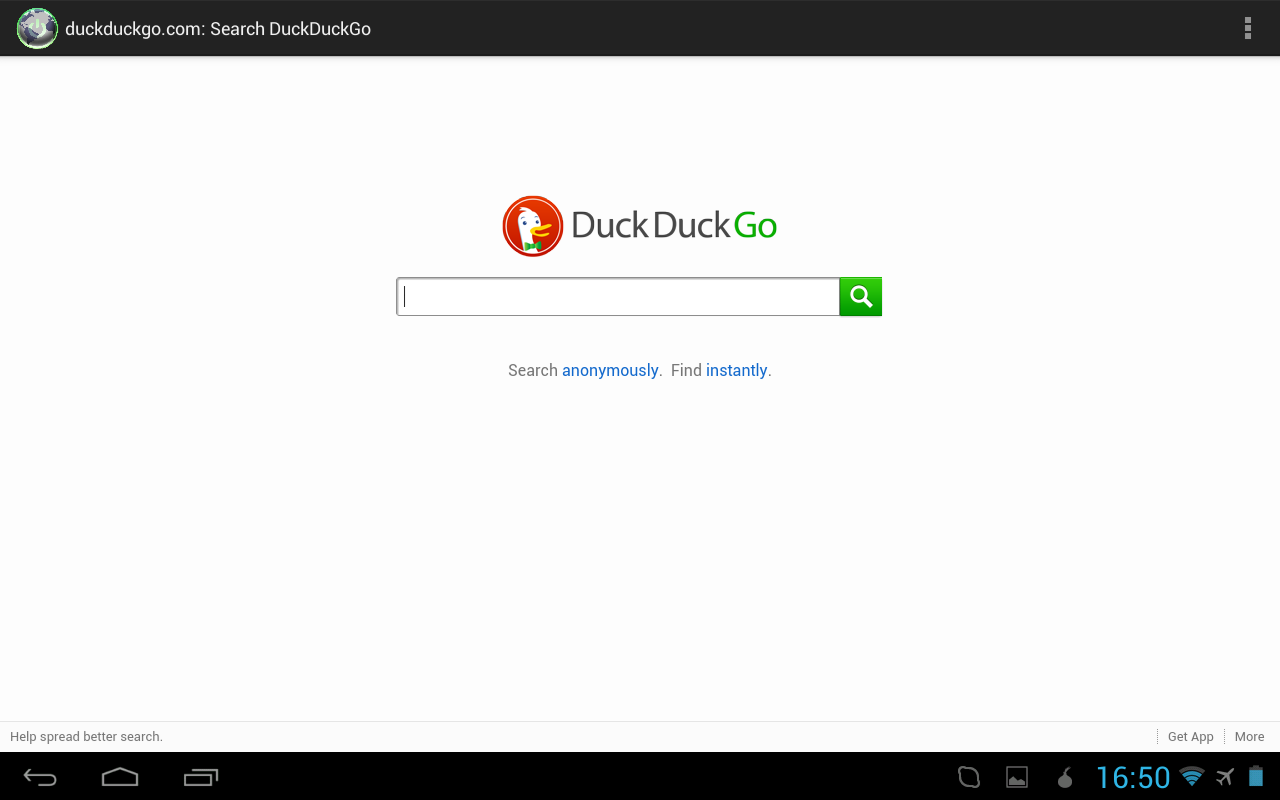 duckduckgo.com: Search DuckDuckGo
DuckDuckGo
Search anonymously. Find instantly.
Help spread better search.
Get App
More
16:50